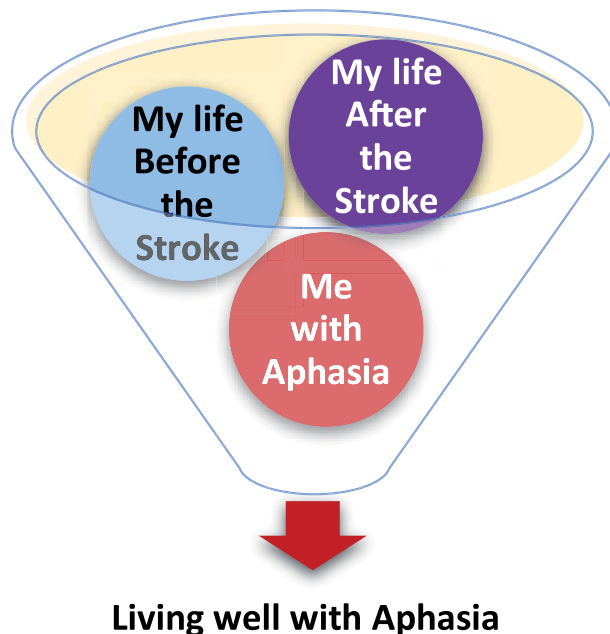 My life
Before
the
Stroke
My life
After
the
Stroke
Me
with
Aphasia
Living well with Aphasia